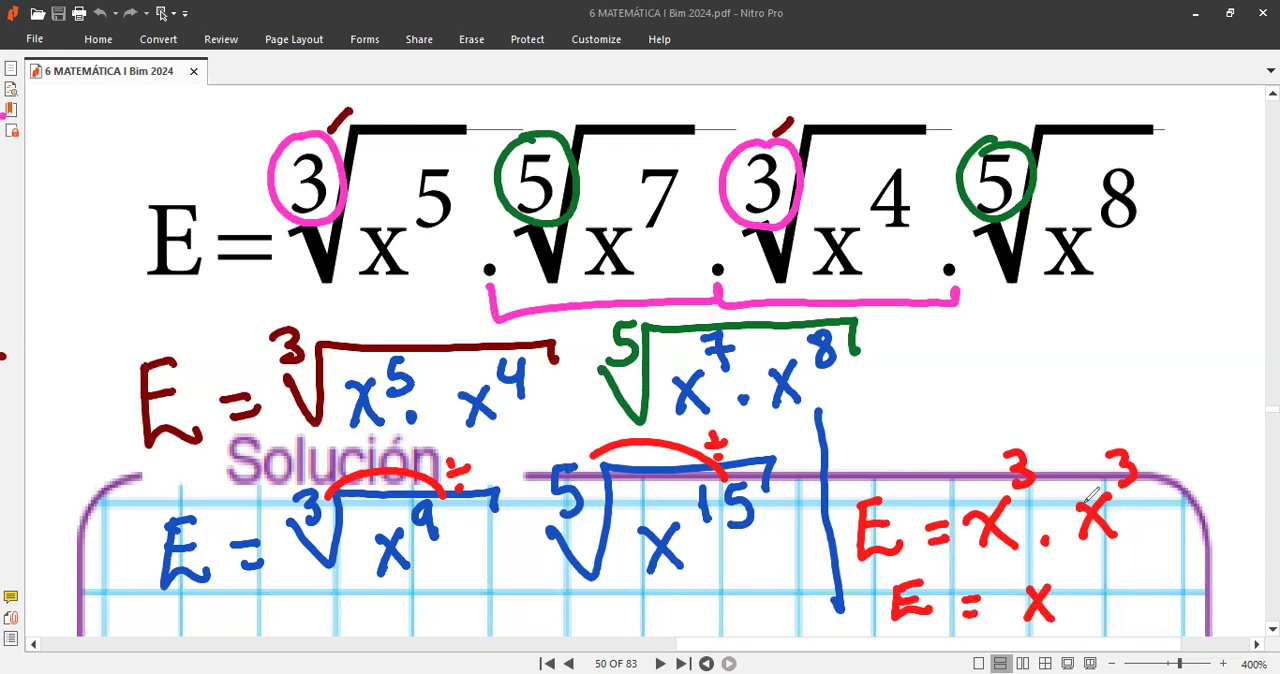 6 MATEMÁTICA I Bim 2024.pdf - Nitro Pro
File Home Convert Review Page Layout Forms Share Erase Protect Customize Help
6 MATEMÁTICA I Bim 2024
E = ∛x⁵ . ⁵√x⁷ . ∛x⁴ . ⁵√x⁸
E = ∛x⁵ . x⁴ ⁵√x⁷ . x⁸
Solución
÷ ÷
E = ∛x⁹ ⁵√x¹⁵
E = x³ . x³
E = x
50 OF 83
400%